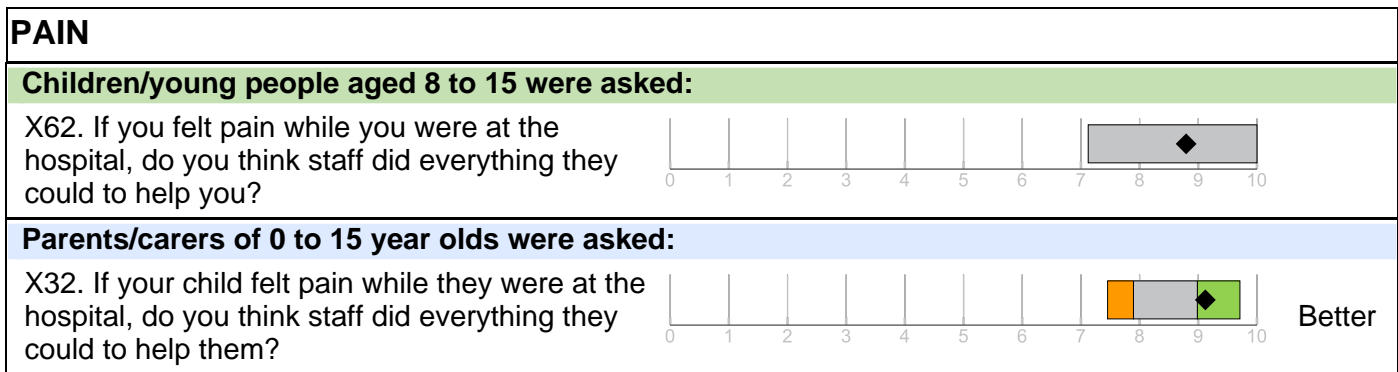 PAIN
Children/young people aged 8 to 15 were asked:
X62. If you felt pain while you were at the
hospital, do you think staff did everything they
could to help you?
0 1 2 3 4 5 6 7 8 9 10
Parents/carers of 0 to 15 year olds were asked:
X32. If your child felt pain while they were at the
hospital, do you think staff did everything they
could to help them?
0 1 2 3 4 5 6 7 8 9 10
Better